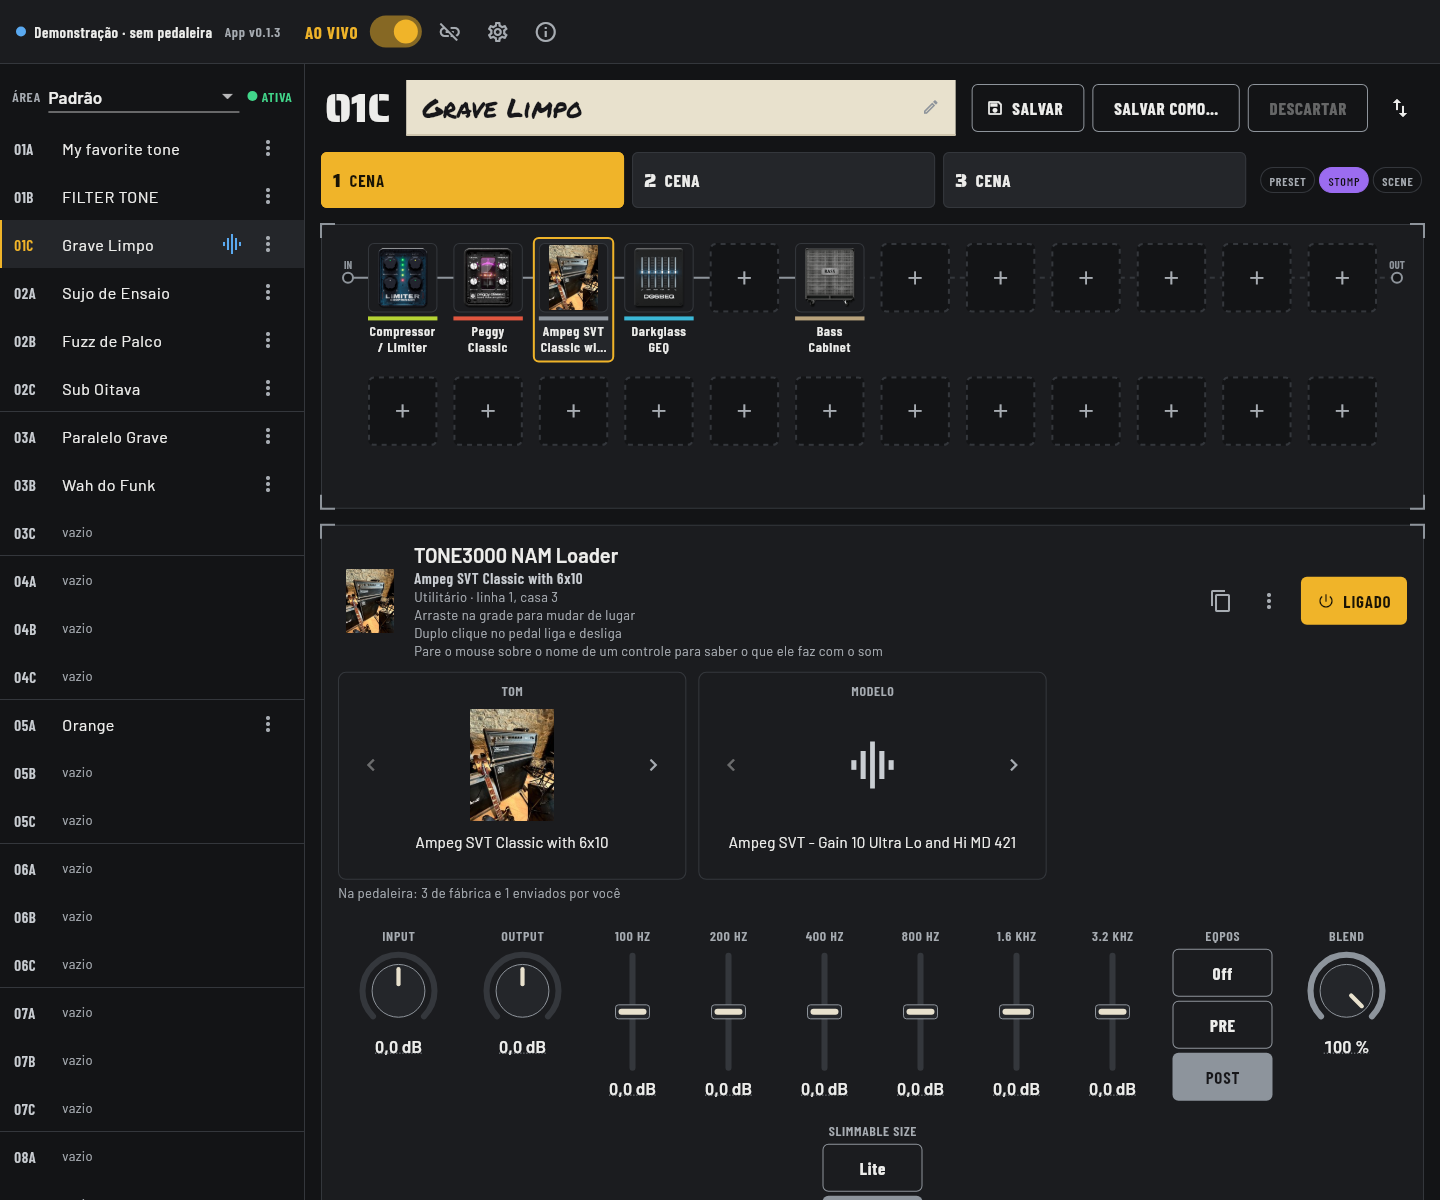 Demonstração · sem pedaleira
App v0.1.3
AO VIVO
ÁREA Padrão ATIVA
01A My favorite tone
01B FILTER TONE
01C Grave Limpo
02A Sujo de Ensaio
02B Fuzz de Palco
02C Sub Oitava
03A Paralelo Grave
03B Wah do Funk
03C vazio
04A vazio
04B vazio
04C vazio
05A Orange
05B vazio
05C vazio
06A vazio
06B vazio
06C vazio
07A vazio
07B vazio
07C vazio
08A vazio
01C
Grave Limpo
SALVAR
SALVAR COMO...
DESCARTAR
1 CENA
2 CENA
3 CENA
PRESET
STOMP
SCENE
IN
LIMITER
DG6SEQ
BASS
OUT
Compressor
/ Limiter
Peggy
Classic
Ampeg SVT
Classic wi...
Darkglass
GEQ
Bass
Cabinet
TONE3000 NAM Loader
Ampeg SVT Classic with 6x10
Utilitário · linha 1, casa 3
Arraste na grade para mudar de lugar
Duplo clique no pedal liga e desliga
Pare o mouse sobre o nome de um controle para saber o que ele faz com o som
LIGADO
TOM
Ampeg SVT Classic with 6x10
MODELO
Ampeg SVT - Gain 10 Ultra Lo and Hi MD 421
Na pedaleira: 3 de fábrica e 1 enviados por você
INPUT
0,0 dB
OUTPUT
0,0 dB
100 HZ
0,0 dB
200 HZ
0,0 dB
400 HZ
0,0 dB
800 HZ
0,0 dB
1.6 KHZ
0,0 dB
3.2 KHZ
0,0 dB
EQPOS
Off
PRE
POST
BLEND
100 %
SLIMMABLE SIZE
Lite